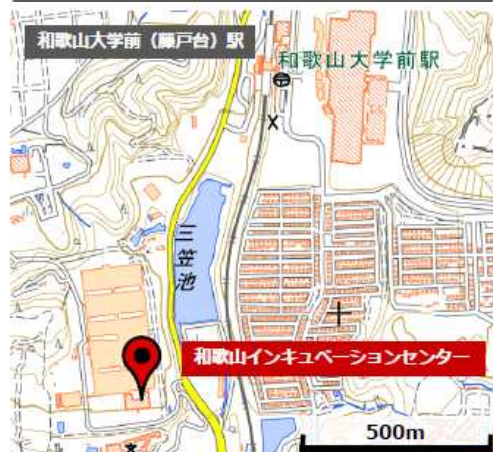 和歌山大学前（藤戸台）駅
和歌山大学前駅
三笠池
和歌山インキュベーションセンター
500m